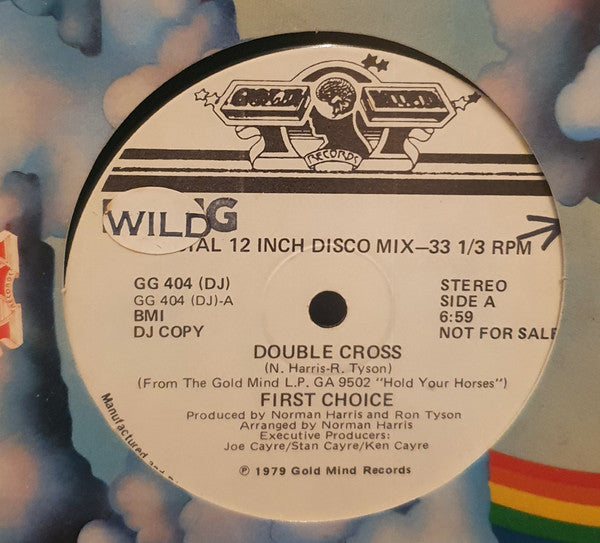 GOLD MIND
RECORDS
WILD G
IAL 12 INCH DISCO MIX—33 1/3 RPM
GG 404 (DJ)
GG 404 (DJ)-A
BMI
DJ COPY
STEREO
SIDE A
6:59
NOT FOR SALE
DOUBLE CROSS
(N. Harris-R. Tyson)
(From The Gold Mind L.P. GA 9502 "Hold Your Horses")
FIRST CHOICE
Produced by Norman Harris and Ron Tyson
Arranged by Norman Harris
Executive Producers:
Joe Cayre/Stan Cayre/Ken Cayre
℗ 1979 Gold Mind Records
Manufactured and